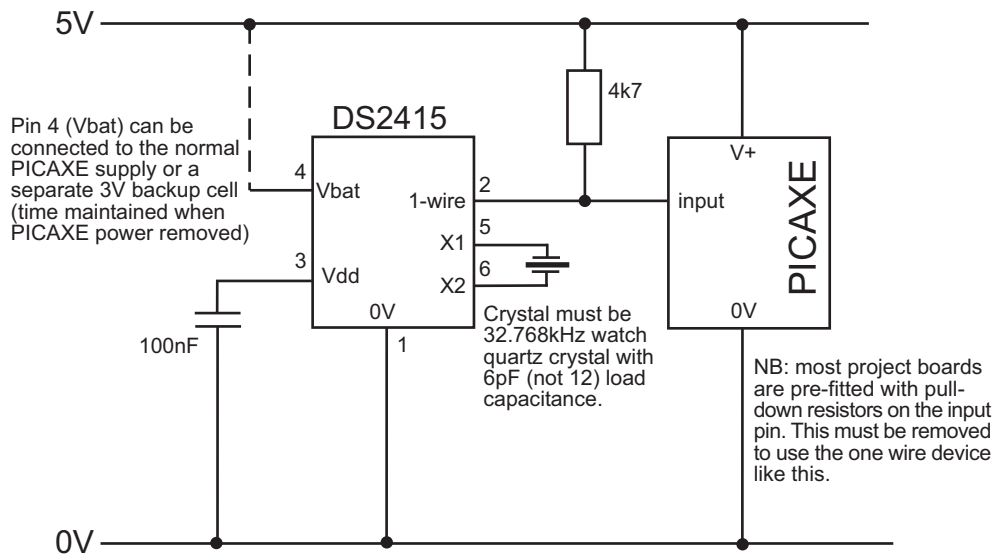 5V
4k7
DS2415
Pin 4 (Vbat) can be
connected to the normal
PICAXE supply or a
separate 3V backup cell
(time maintained when
PICAXE power removed)
4
Vbat
2
1-wire
5
X1
6
X2
3
Vdd
0V
1
100nF
Crystal must be
32.768kHz watch
quartz crystal with
6pF (not 12) load
capacitance.
V+
input
PICAXE
0V
NB: most project boards
are pre-fitted with pull-
down resistors on the input
pin. This must be removed
to use the one wire device
like this.
0V